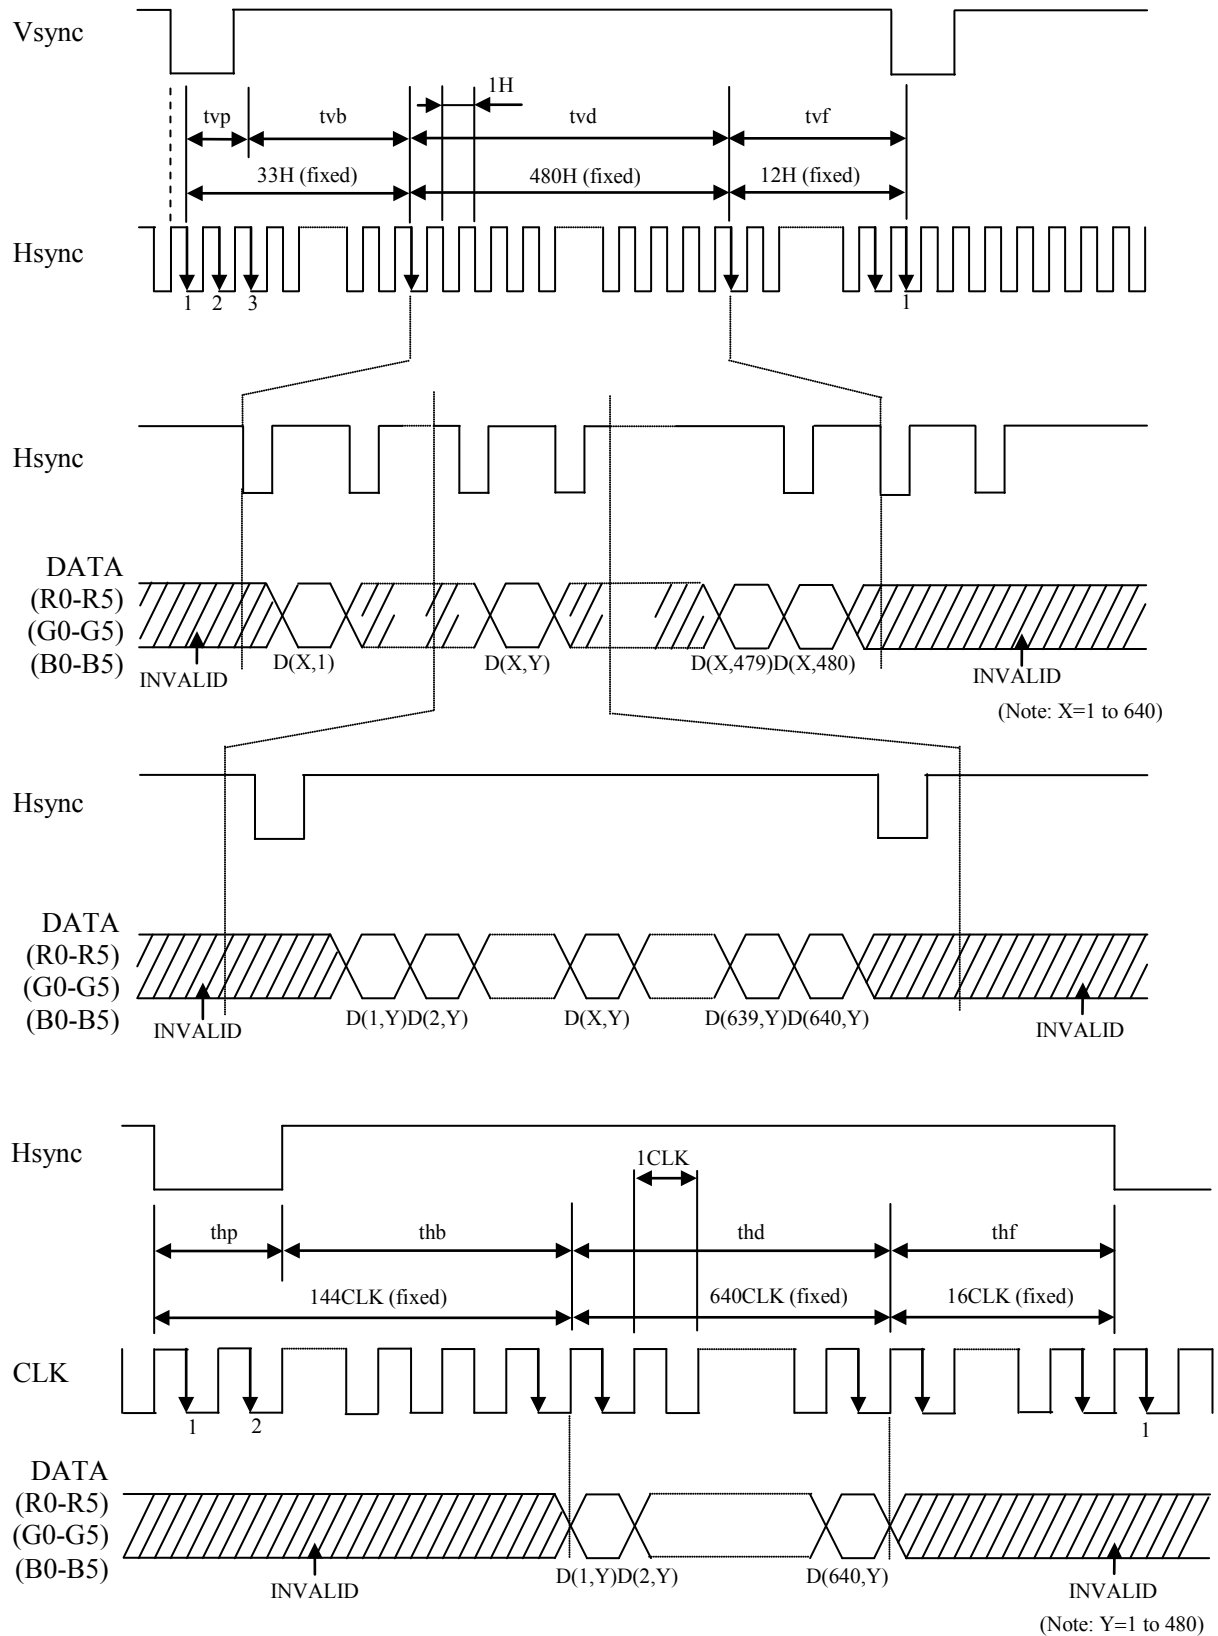 Vsync
1H
tvp tvb tvd tvf
33H (fixed) 480H (fixed) 12H (fixed)
Hsync
1 2 3 1
Hsync
DATA
(R0-R5)
(G0-G5)
(B0-B5)
D(X,1) D(X,Y) D(X,479)D(X,480)
INVALID INVALID
(Note: X=1 to 640)
Hsync
DATA
(R0-R5)
(G0-G5)
(B0-B5)
D(1,Y)D(2,Y) D(X,Y) D(639,Y)D(640,Y)
INVALID INVALID
Hsync
1CLK
thp thb thd thf
144CLK (fixed) 640CLK (fixed) 16CLK (fixed)
CLK
1 2 1
DATA
(R0-R5)
(G0-G5)
(B0-B5)
D(1,Y)D(2,Y) D(640,Y)
INVALID INVALID
(Note: Y=1 to 480)